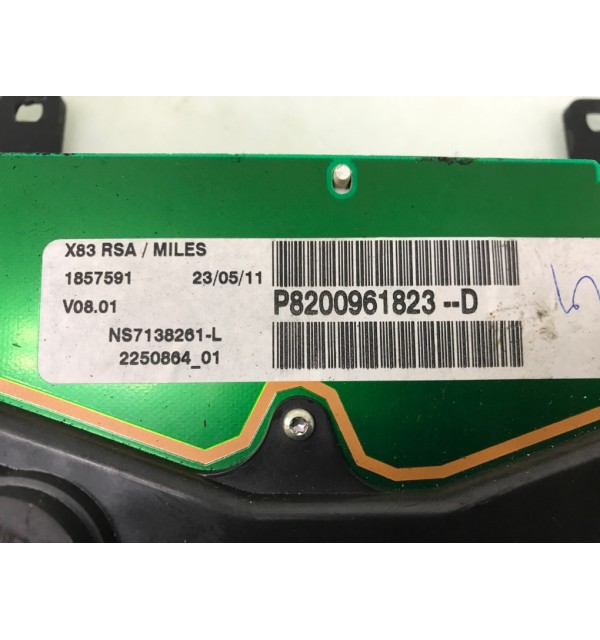 X83 RSA / MILES
1857591 23/05/11
V08.01 P8200961823 --D
NS7138261-L
2250864_01